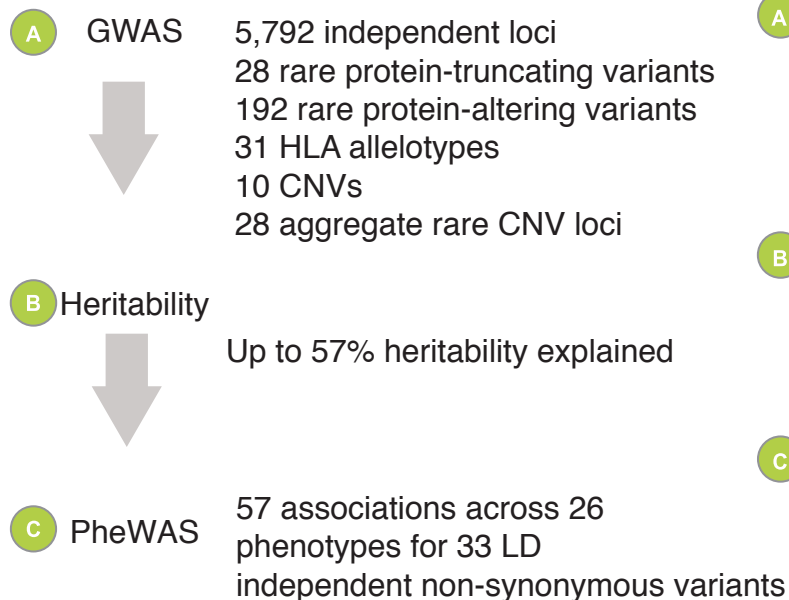 A GWAS 5,792 independent loci
28 rare protein-truncating variants
192 rare protein-altering variants
31 HLA allelotypes
10 CNVs
28 aggregate rare CNV loci
B Heritability
Up to 57% heritability explained
C PheWAS
57 associations across 26
phenotypes for 33 LD
independent non-synonymous variants
A
B
C